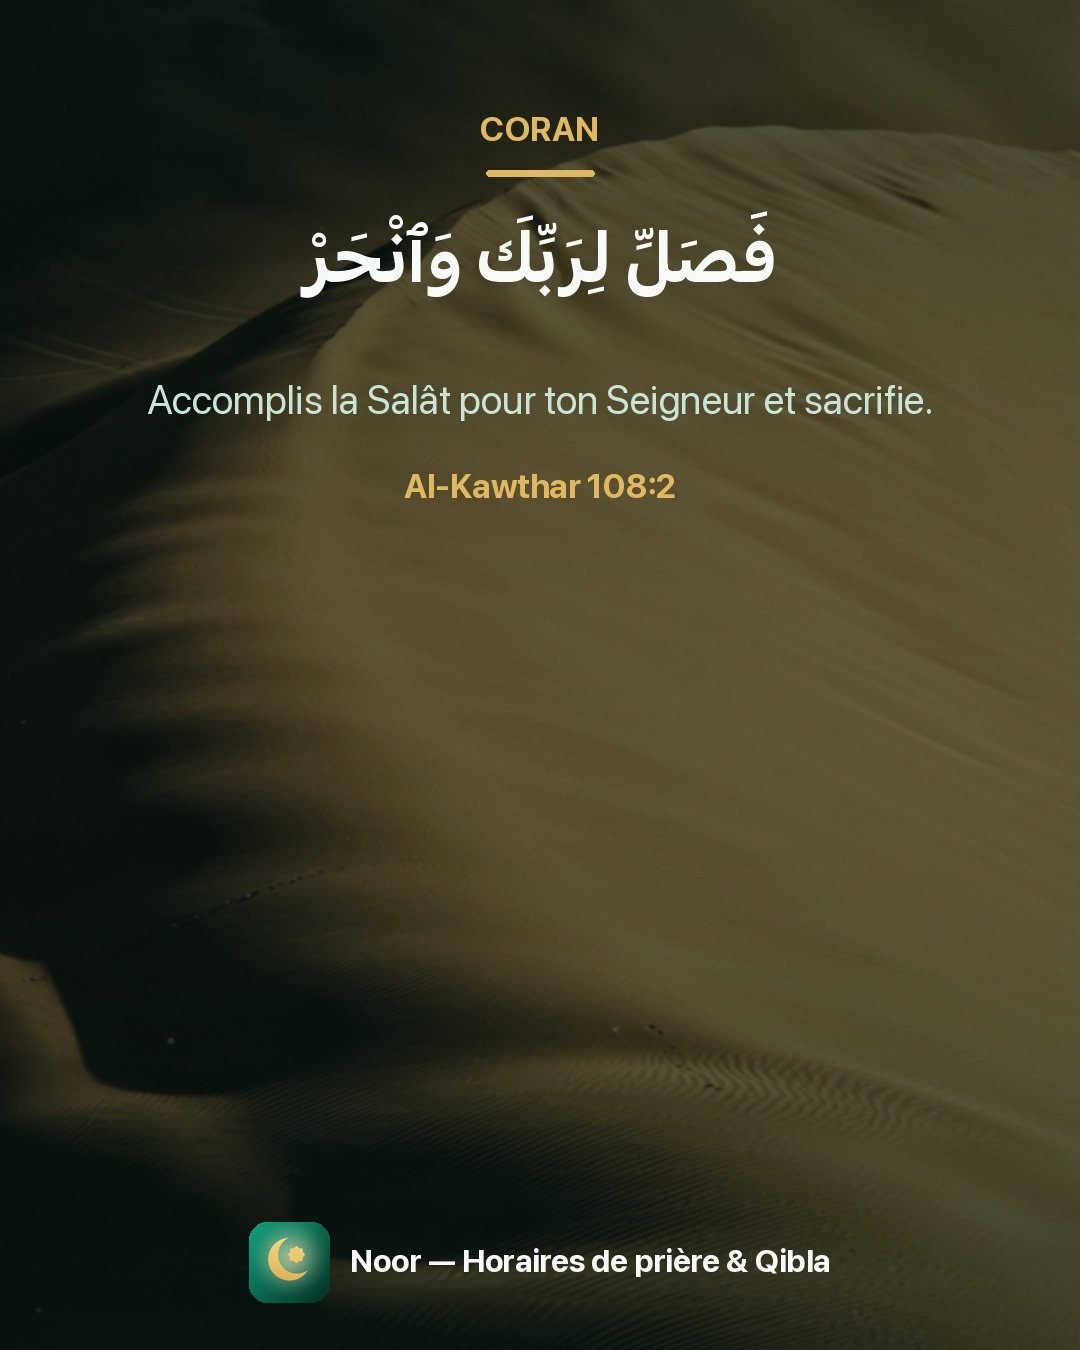 CORAN
فَصَلِّ لِرَبِّكَ وَٱنْحَرْ
Accomplis la Salât pour ton Seigneur et sacrifie.
Al-Kawthar 108:2
Noor — Horaires de prière & Qibla